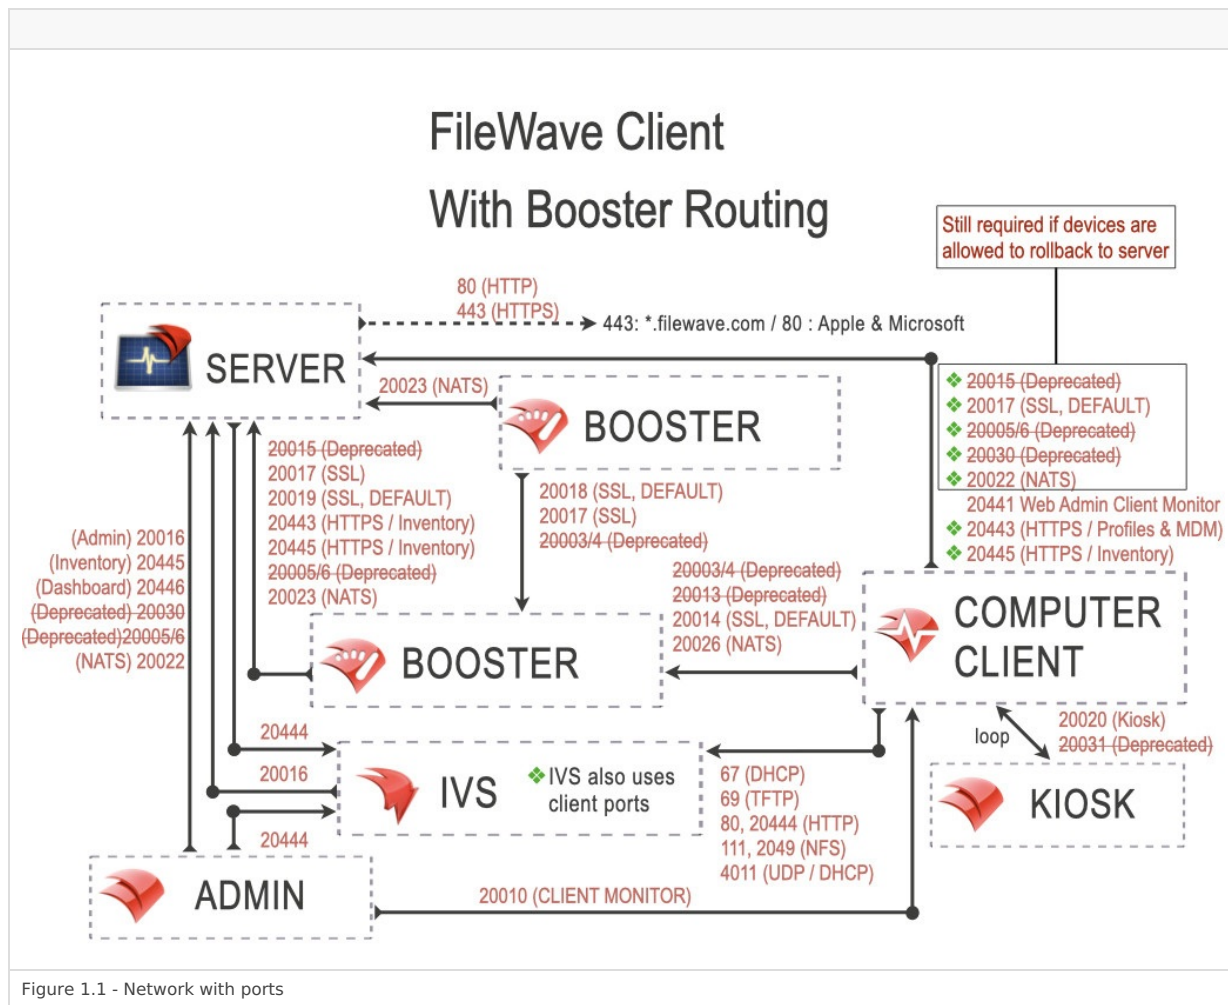 FileWave Client
With Booster Routing
Still required if devices are
allowed to rollback to server
80 (HTTP)
443 (HTTPS)
443: *.filewave.com / 80 : Apple & Microsoft
SERVER
20023 (NATS)
BOOSTER
20015 (Deprecated)
20017 (SSL, DEFAULT)
20005/6 (Deprecated)
20030 (Deprecated)
20022 (NATS)
20441 Web Admin Client Monitor
20443 (HTTPS / Profiles & MDM)
20445 (HTTPS / Inventory)
20015 (Deprecated)
20017 (SSL)
20019 (SSL, DEFAULT)
20443 (HTTPS / Inventory)
20445 (HTTPS / Inventory)
20005/6 (Deprecated)
20023 (NATS)
20018 (SSL, DEFAULT)
20017 (SSL)
20003/4 (Deprecated)
(Admin) 20016
(Inventory) 20445
(Dashboard) 20446
(Deprecated) 20030
(Deprecated)20005/6
(NATS) 20022
20003/4 (Deprecated)
20013 (Deprecated)
20014 (SSL, DEFAULT)
20026 (NATS)
COMPUTER
CLIENT
BOOSTER
20444
20016
20444
IVS
IVS also uses
client ports
67 (DHCP)
69 (TFTP)
80, 20444 (HTTP)
111, 2049 (NFS)
4011 (UDP / DHCP)
loop
20020 (Kiosk)
20031 (Deprecated)
KIOSK
ADMIN
20010 (CLIENT MONITOR)
Figure 1.1 - Network with ports